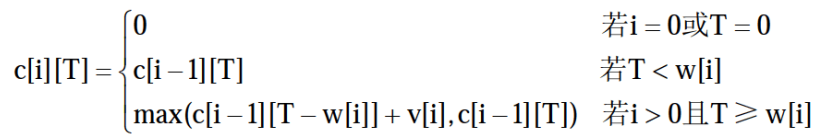 0 若i = 0或T = 0
c[i][T] = { c[i – 1][T] 若T < w[i]
max(c[i – 1][T – w[i]] + v[i], c[i – 1][T]) 若i > 0且T ⩾ w[i]